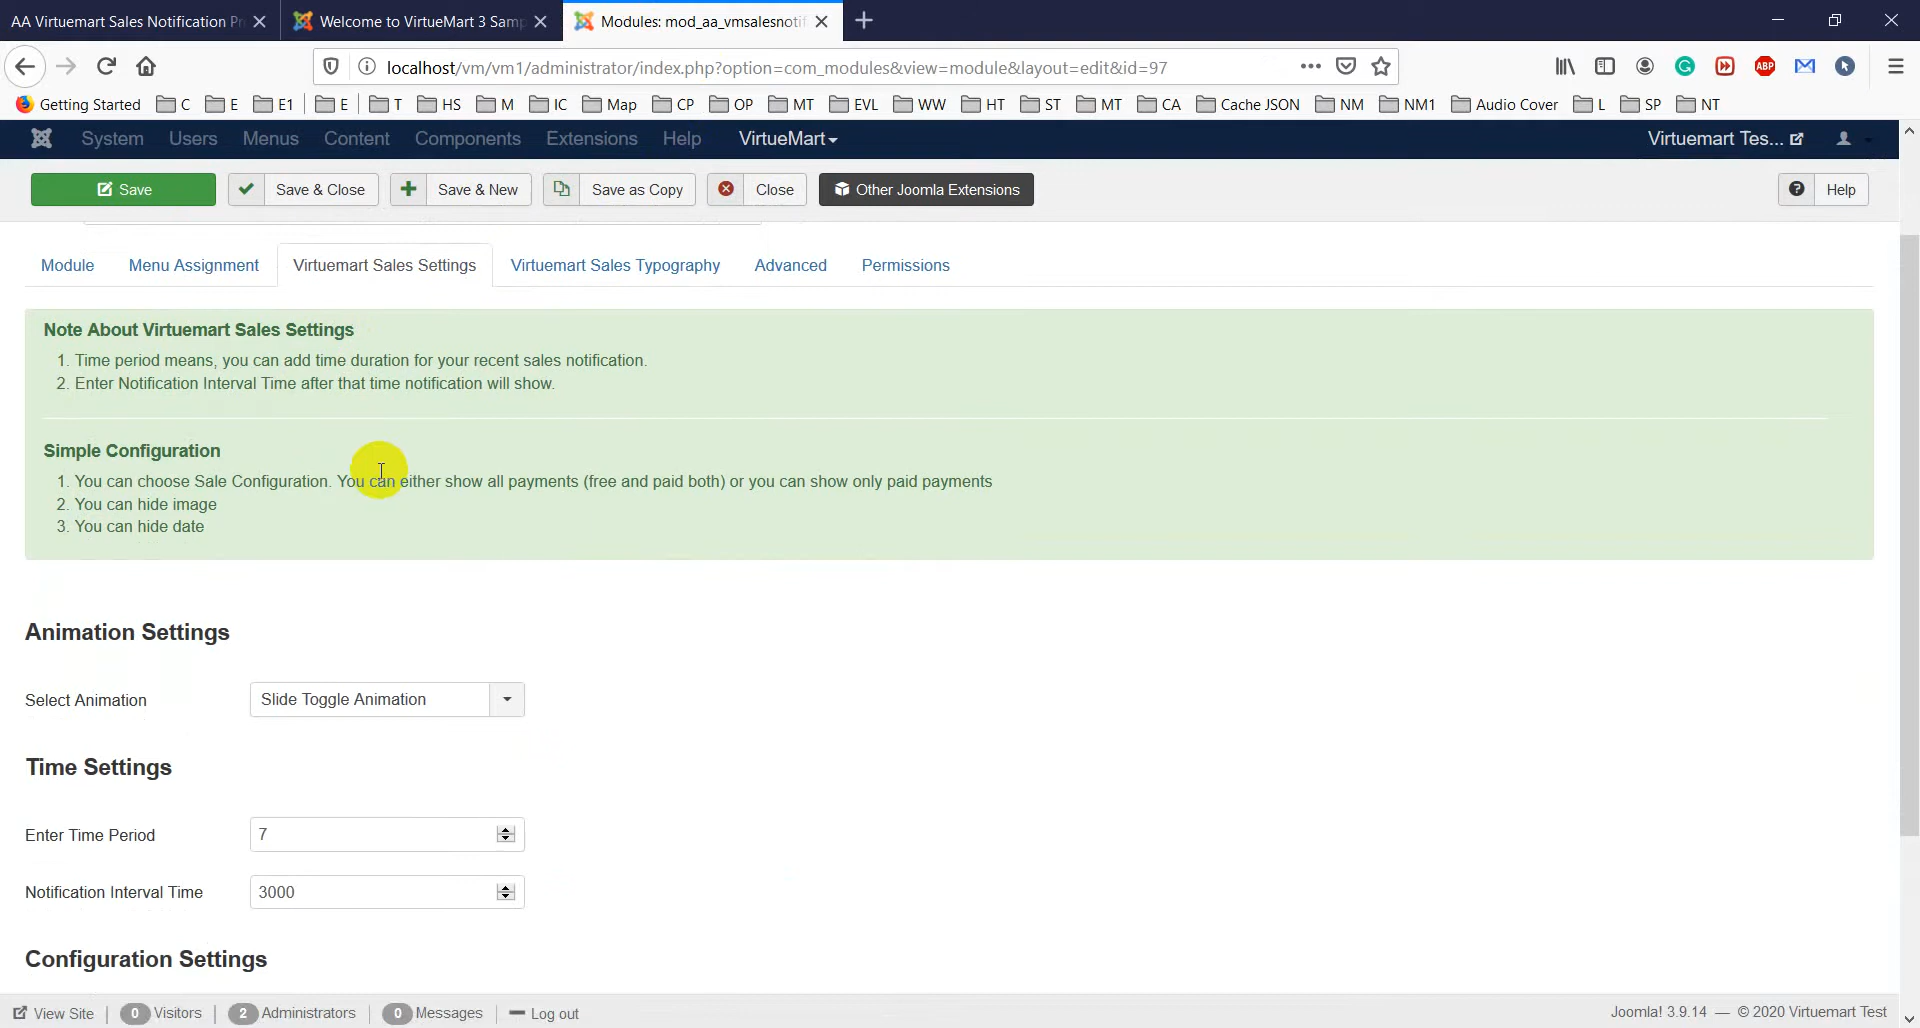 AA Virtuemart Sales Notification Pr
Welcome to VirtueMart 3 Samp
Modules: mod_aa_vmsalesnotif
localhost/vm/vm1/administrator/index.php?option=com_modules&view=module&layout=edit&id=97
ABP
Getting Started C E E1 E T HS M IC Map CP OP MT EVL WW HT ST MT CA Cache JSON NM NM1 Audio Cover L SP NT
System Users Menus Content Components Extensions Help VirtueMart Virtuemart Tes...
Save Save & Close Save & New Save as Copy Close Other Joomla Extensions Help
Module Menu Assignment Virtuemart Sales Settings Virtuemart Sales Typography Advanced Permissions
Note About Virtuemart Sales Settings
1. Time period means, you can add time duration for your recent sales notification.
2. Enter Notification Interval Time after that time notification will show.
Simple Configuration
1. You can choose Sale Configuration. You can either show all payments (free and paid both) or you can show only paid payments
2. You can hide image
3. You can hide date
Animation Settings
Select Animation Slide Toggle Animation
Time Settings
Enter Time Period 7
Notification Interval Time 3000
Configuration Settings
View Site 0 Visitors 2 Administrators 0 Messages Log out Joomla! 3.9.14 — © 2020 Virtuemart Test